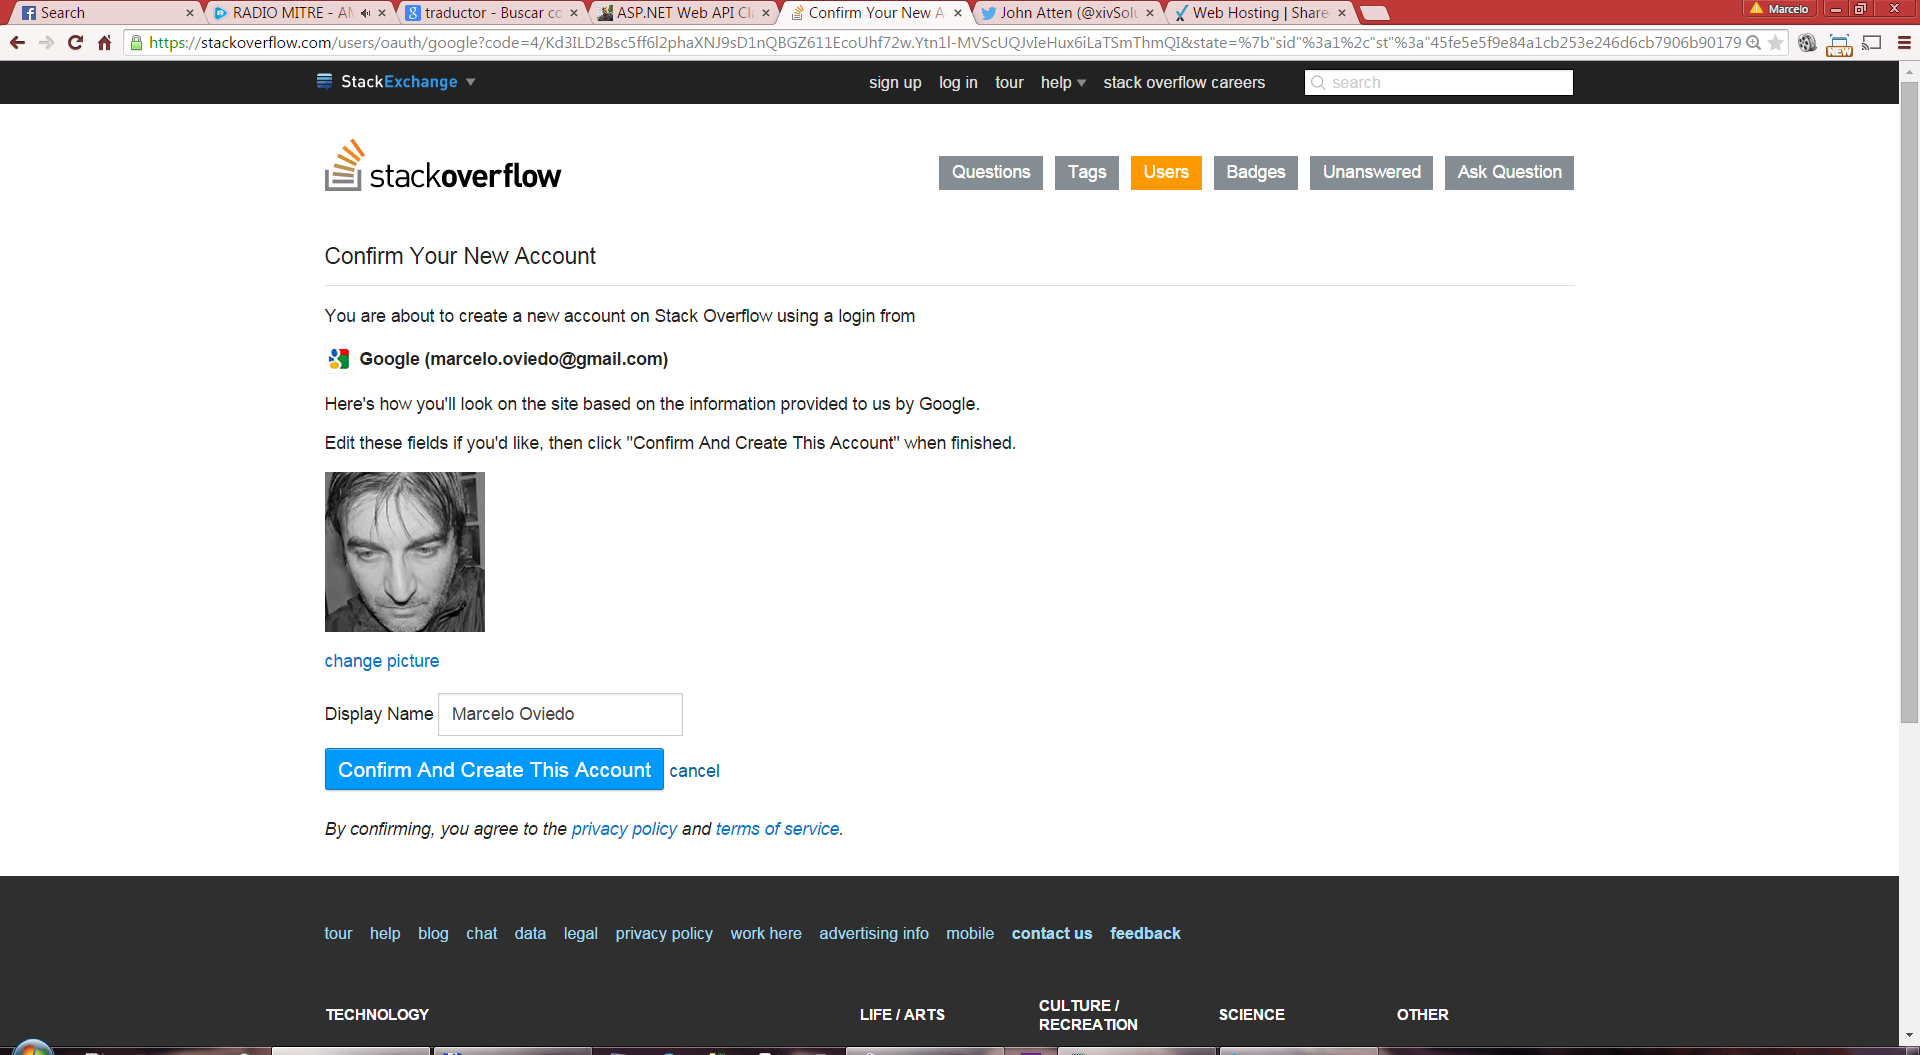 Search
RADIO MITRE - AM
traductor - Buscar co
ASP.NET Web API Cl
Confirm Your New A
John Atten (@xivSol
Web Hosting | Share
Marcelo
https://stackoverflow.com/users/oauth/google?code=4/Kd3ILD2Bsc5ff6l2phaXNJ9sD1nQBGZ611EcoUhf72w.Ytn1l-MVScUQJvIeHux6iLaTSmThmQI&state=%7b"sid"%3a1%2c"st"%3a"45fe5e5f9e84a1cb253e246d6cb7906b90179
NEW
StackExchange
sign up log in tour help stack overflow careers
search
stackoverflow
Questions Tags Users Badges Unanswered Ask Question
Confirm Your New Account
You are about to create a new account on Stack Overflow using a login from
Google (marcelo.oviedo@gmail.com)
Here's how you'll look on the site based on the information provided to us by Google.
Edit these fields if you'd like, then click "Confirm And Create This Account" when finished.
change picture
Display Name Marcelo Oviedo
Confirm And Create This Account cancel
By confirming, you agree to the privacy policy and terms of service.
tour help blog chat data legal privacy policy work here advertising info mobile contact us feedback
TECHNOLOGY LIFE / ARTS CULTURE / RECREATION SCIENCE OTHER